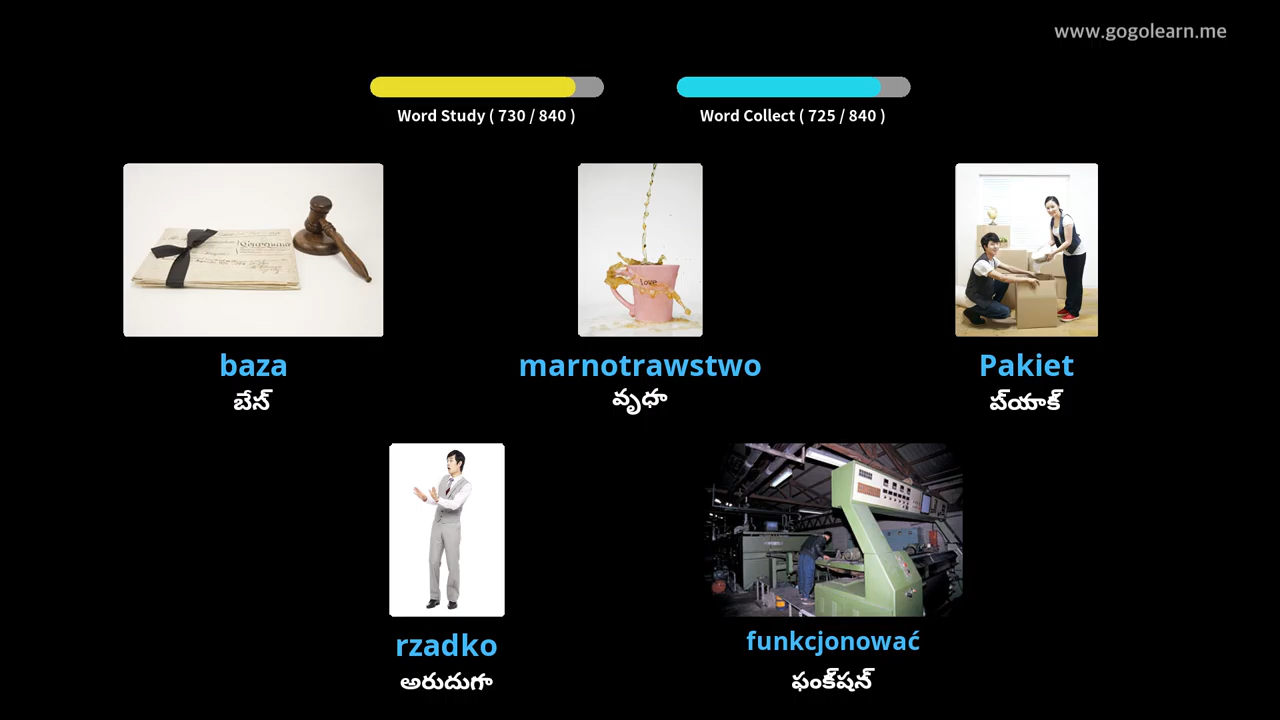 www.gogolearn.me
Word Study ( 730 / 840 )
Word Collect ( 725 / 840 )
baza
బేస్
marnotrawstwo
వృధా
Pakiet
ప్యాక్
rzadko
అరుదుగా
funkcjonować
ఫంక్షన్